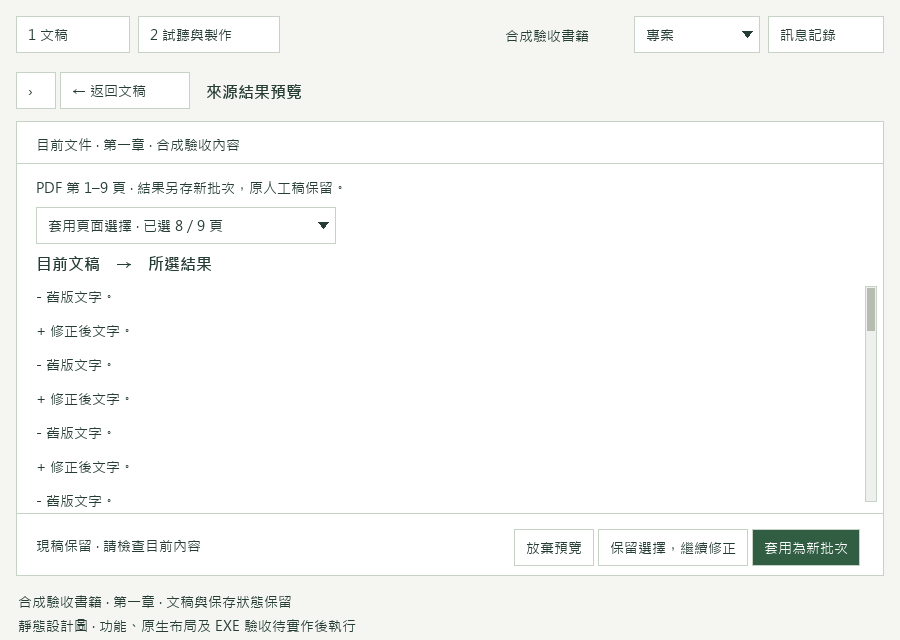 1 文稿
2 試聽與製作
合成驗收書籍
專案
訊息記錄
›
← 返回文稿
來源結果預覽
目前文件 · 第一章 · 合成驗收內容
PDF 第 1–9 頁 · 結果另存新批次，原人工稿保留。
套用頁面選擇 · 已選 8 / 9 頁
目前文稿 → 所選結果
- 舊版文字。
+ 修正後文字。
- 舊版文字。
+ 修正後文字。
- 舊版文字。
+ 修正後文字。
- 舊版文字。
現稿保留 · 請檢查目前內容
放棄預覽
保留選擇，繼續修正
套用為新批次
合成驗收書籍 · 第一章 · 文稿與保存狀態保留
靜態設計圖 · 功能、原生布局及 EXE 驗收待實作後執行